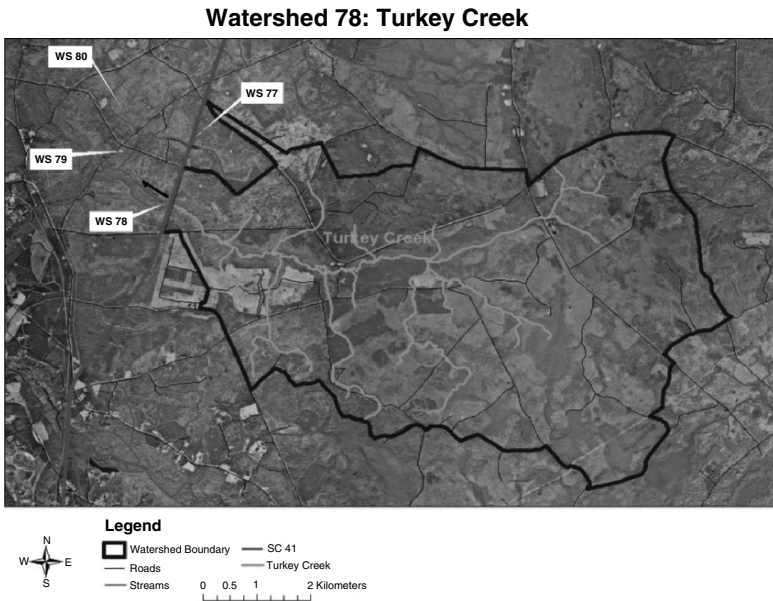 Watershed 78: Turkey Creek
WS 80
WS 77
WS 79
WS 78
Turkey Creek
Legend
Watershed Boundary
SC 41
Roads
Turkey Creek
Streams
N
W E
S
0 0.5 1 2 Kilometers